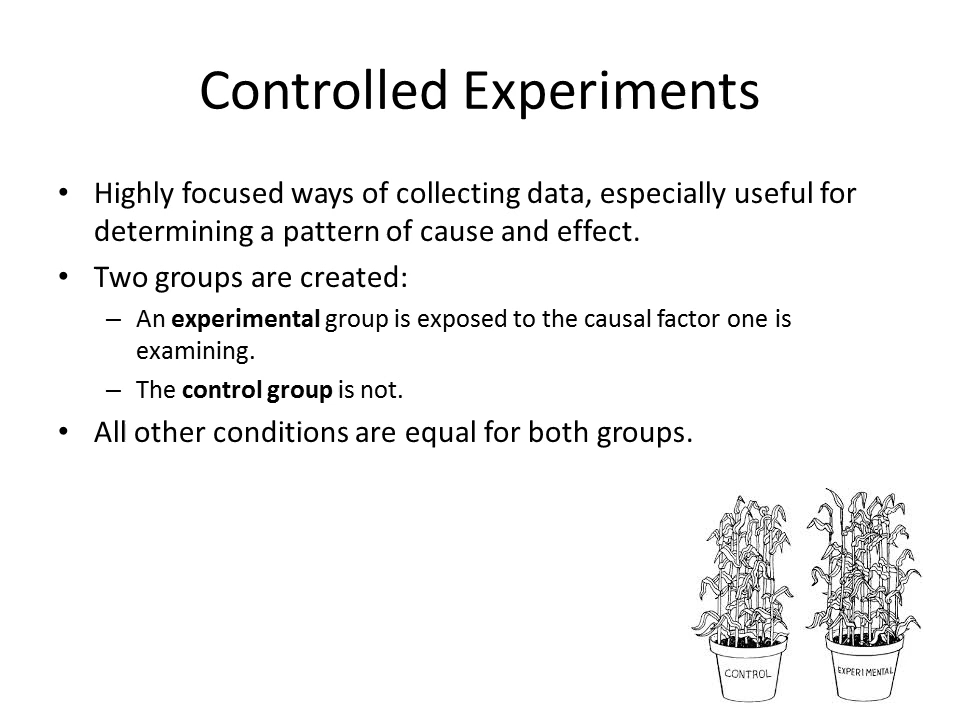 Controlled Experiments
• Highly focused ways of collecting data, especially useful for
determining a pattern of cause and effect.
• Two groups are created:
– An experimental group is exposed to the causal factor one is
examining.
– The control group is not.
• All other conditions are equal for both groups.
CONTROL
EXPERIMENTAL